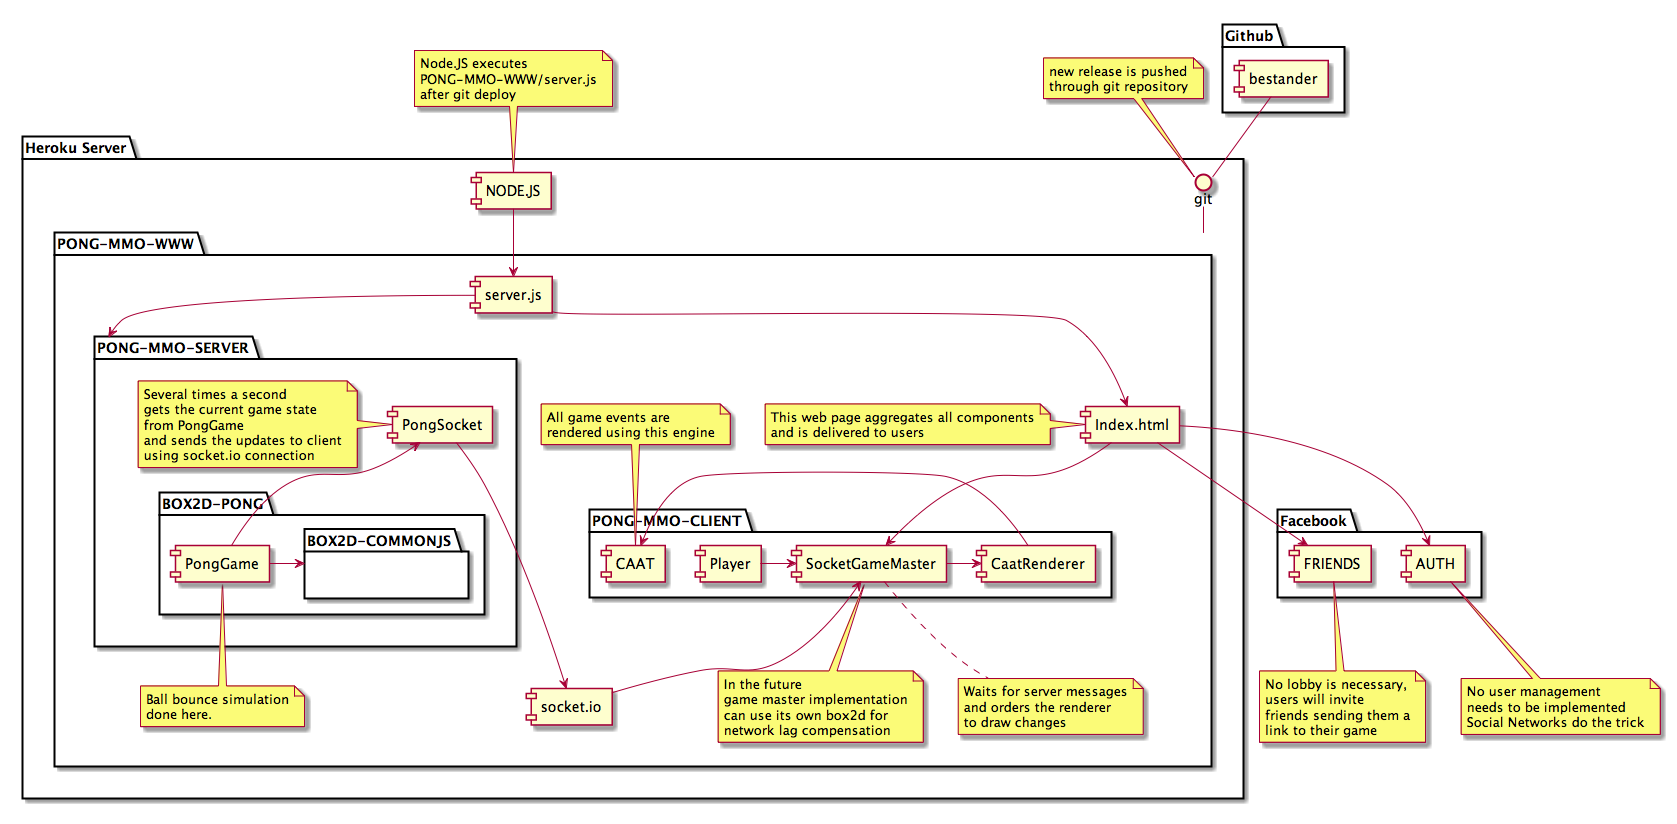 Github
bestander
new release is pushed
through git repository
Node.JS executes
PONG-MMO-WWW/server.js
after git deploy
Heroku Server
NODE.JS
git
PONG-MMO-WWW
server.js
PONG-MMO-SERVER
Several times a second
gets the current game state
from PongGame
and sends the updates to client
using socket.io connection
PongSocket
All game events are
rendered using this engine
This web page aggregates all components
and is delivered to users
Index.html
BOX2D-PONG
PongGame
BOX2D-COMMONJS
PONG-MMO-CLIENT
CAAT
Player
SocketGameMaster
CaatRenderer
Facebook
FRIENDS
AUTH
Ball bounce simulation
done here.
socket.io
In the future
game master implementation
can use its own box2d for
network lag compensation
Waits for server messages
and orders the renderer
to draw changes
No lobby is necessary,
users will invite
friends sending them a
link to their game
No user management
needs to be implemented
Social Networks do the trick